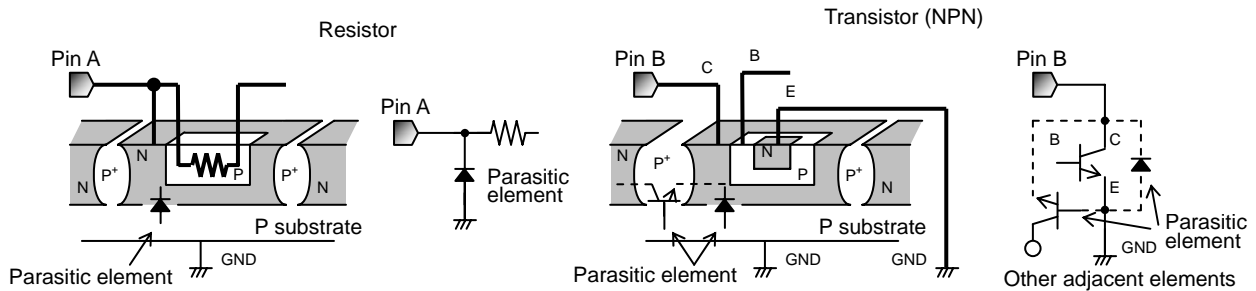 Resistor
Pin A
N
N
P+
P
P+
N
P substrate
GND
Parasitic element
Pin A
Parasitic
element
Transistor (NPN)
Pin B
C
B
E
N
N
P+
N
P
P+
N
P substrate
GND
GND
Parasitic element
Pin B
B
C
E
GND
Parasitic
element
Other adjacent elements